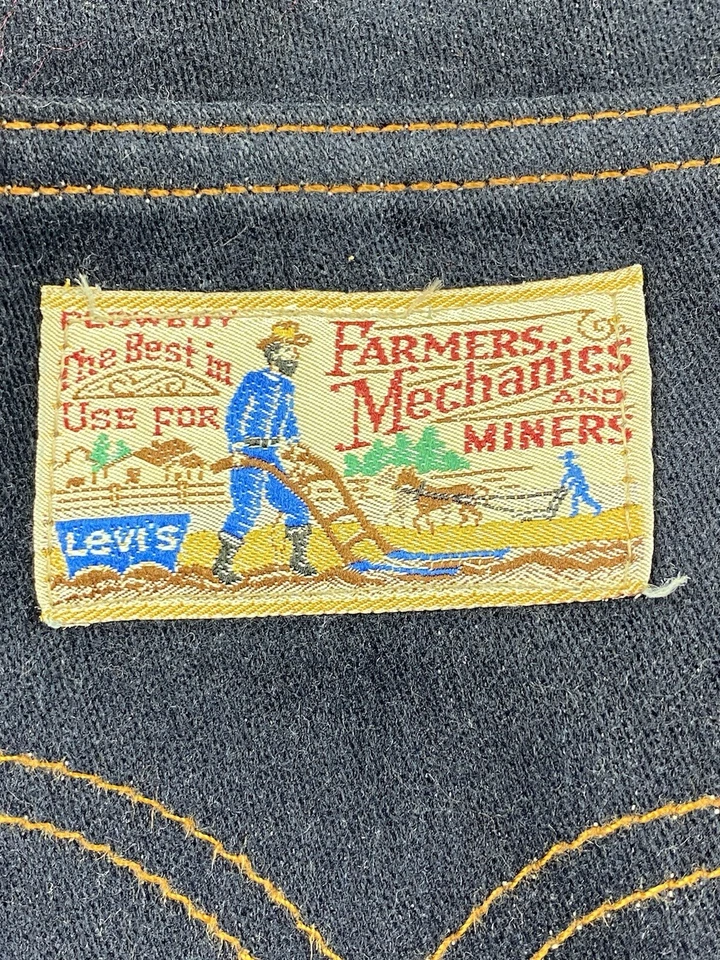 PLOWBOY
The Best in
USE FOR
FARMERS,
Mechanics
AND
MINERS
Levi's